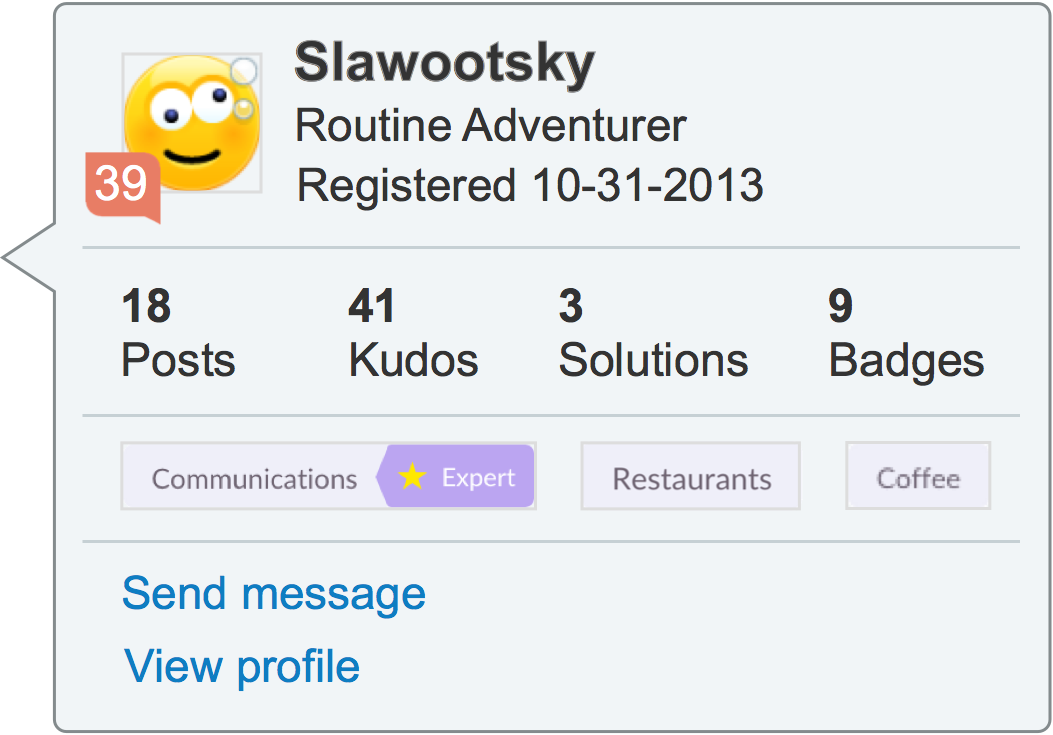 Slawootsky
Routine Adventurer
39
Registered 10-31-2013
18 41 3 9
Posts Kudos Solutions Badges
Communications Expert Restaurants Coffee
Send message
View profile